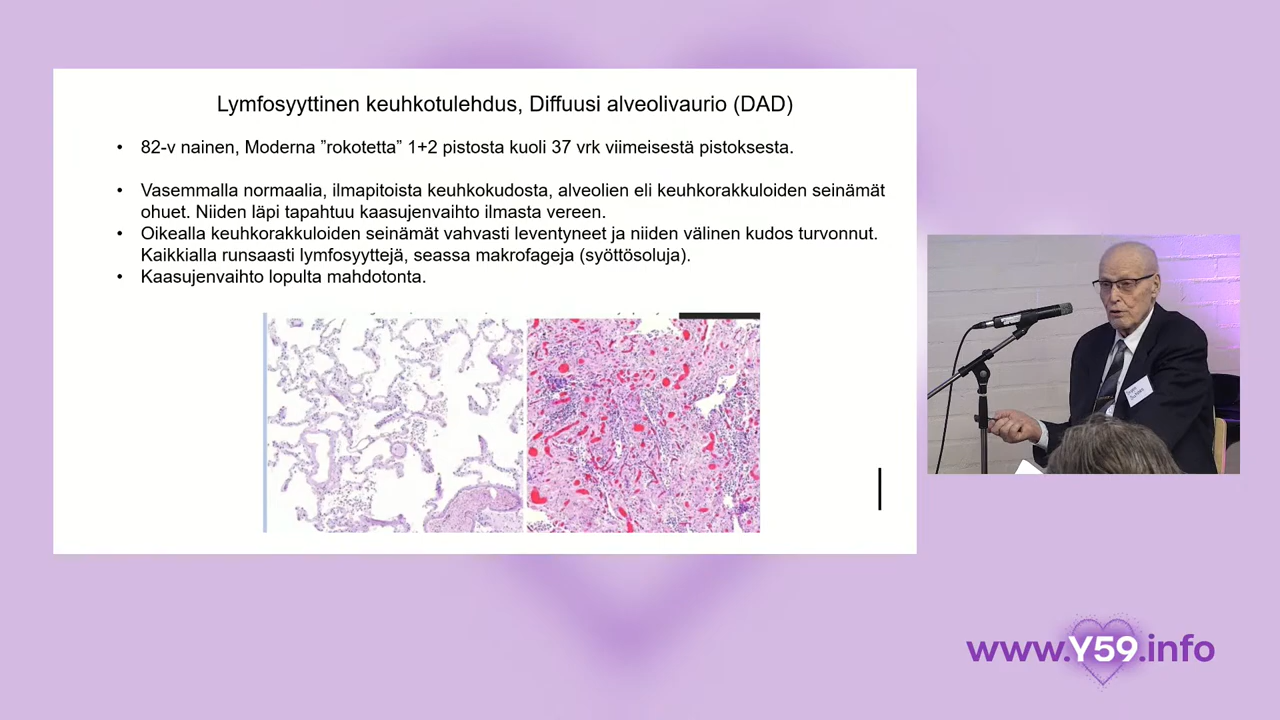 Lymfosyyttinen keuhkotulehdus, Diffuusi alveolivaurio (DAD)
• 82-v nainen, Moderna ”rokotetta” 1+2 pistosta kuoli 37 vrk viimeisestä pistoksesta.
• Vasemmalla normaalia, ilmapitoista keuhkokudosta, alveolien eli keuhkorakkuloiden seinämät
ohuet. Niiden läpi tapahtuu kaasujenvaihto ilmasta vereen.
• Oikealla keuhkorakkuloiden seinämät vahvasti leventyneet ja niiden välinen kudos turvonnut.
Kaikkialla runsaasti lymfosyyttejä, seassa makrofageja (syöttösoluja).
• Kaasujenvaihto lopulta mahdotonta.
www.Y59.info